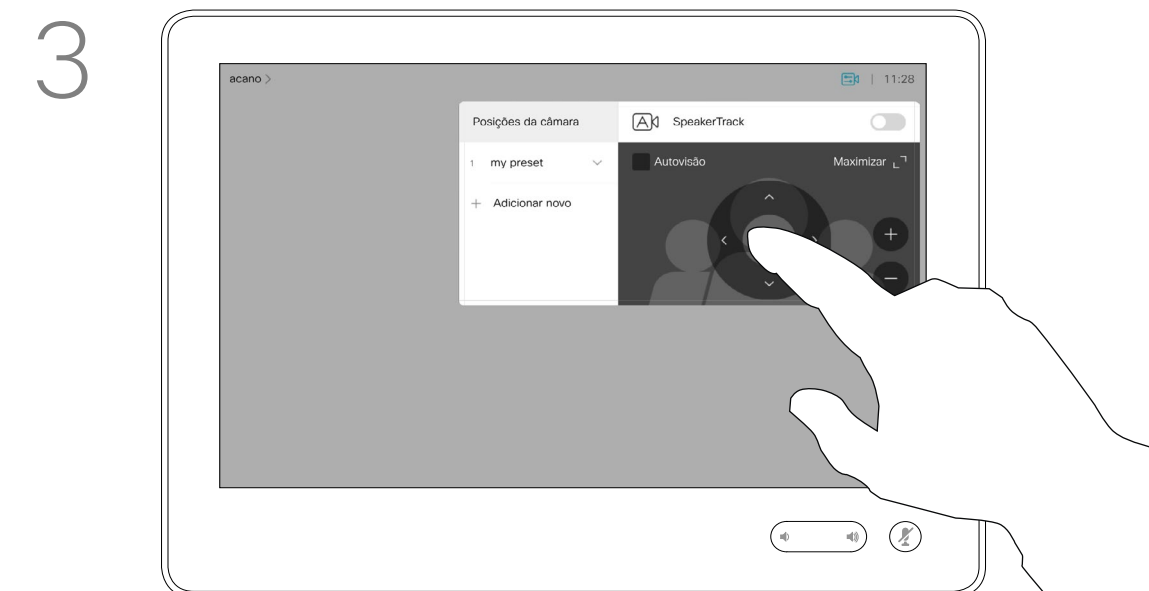 3
acano >
11:28
Posições da câmara
SpeakerTrack
1 my preset
Autovisão
Maximizar
+ Adicionar novo